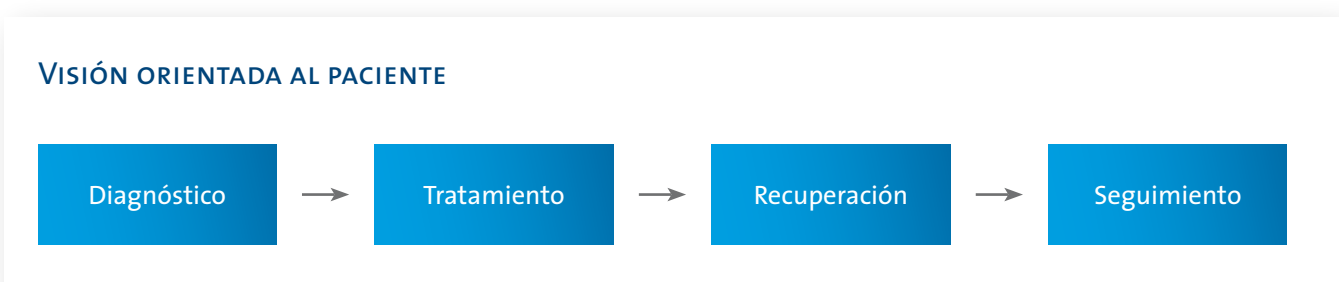 Visión orientada al paciente
Diagnóstico
Tratamiento
Recuperación
Seguimiento